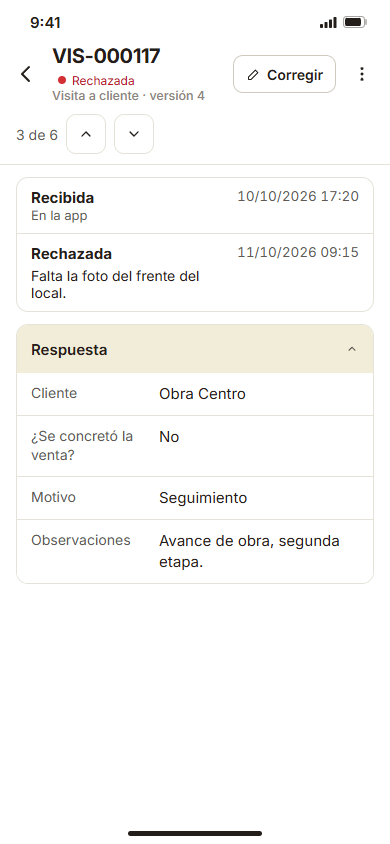 9:41
VIS-000117
Rechazada
Visita a cliente · versión 4
Corregir
3 de 6
Recibida
10/10/2026 17:20
En la app
Rechazada
11/10/2026 09:15
Falta la foto del frente del
local.
Respuesta
Cliente
Obra Centro
¿Se concretó la
venta?
No
Motivo
Seguimiento
Observaciones
Avance de obra, segunda
etapa.